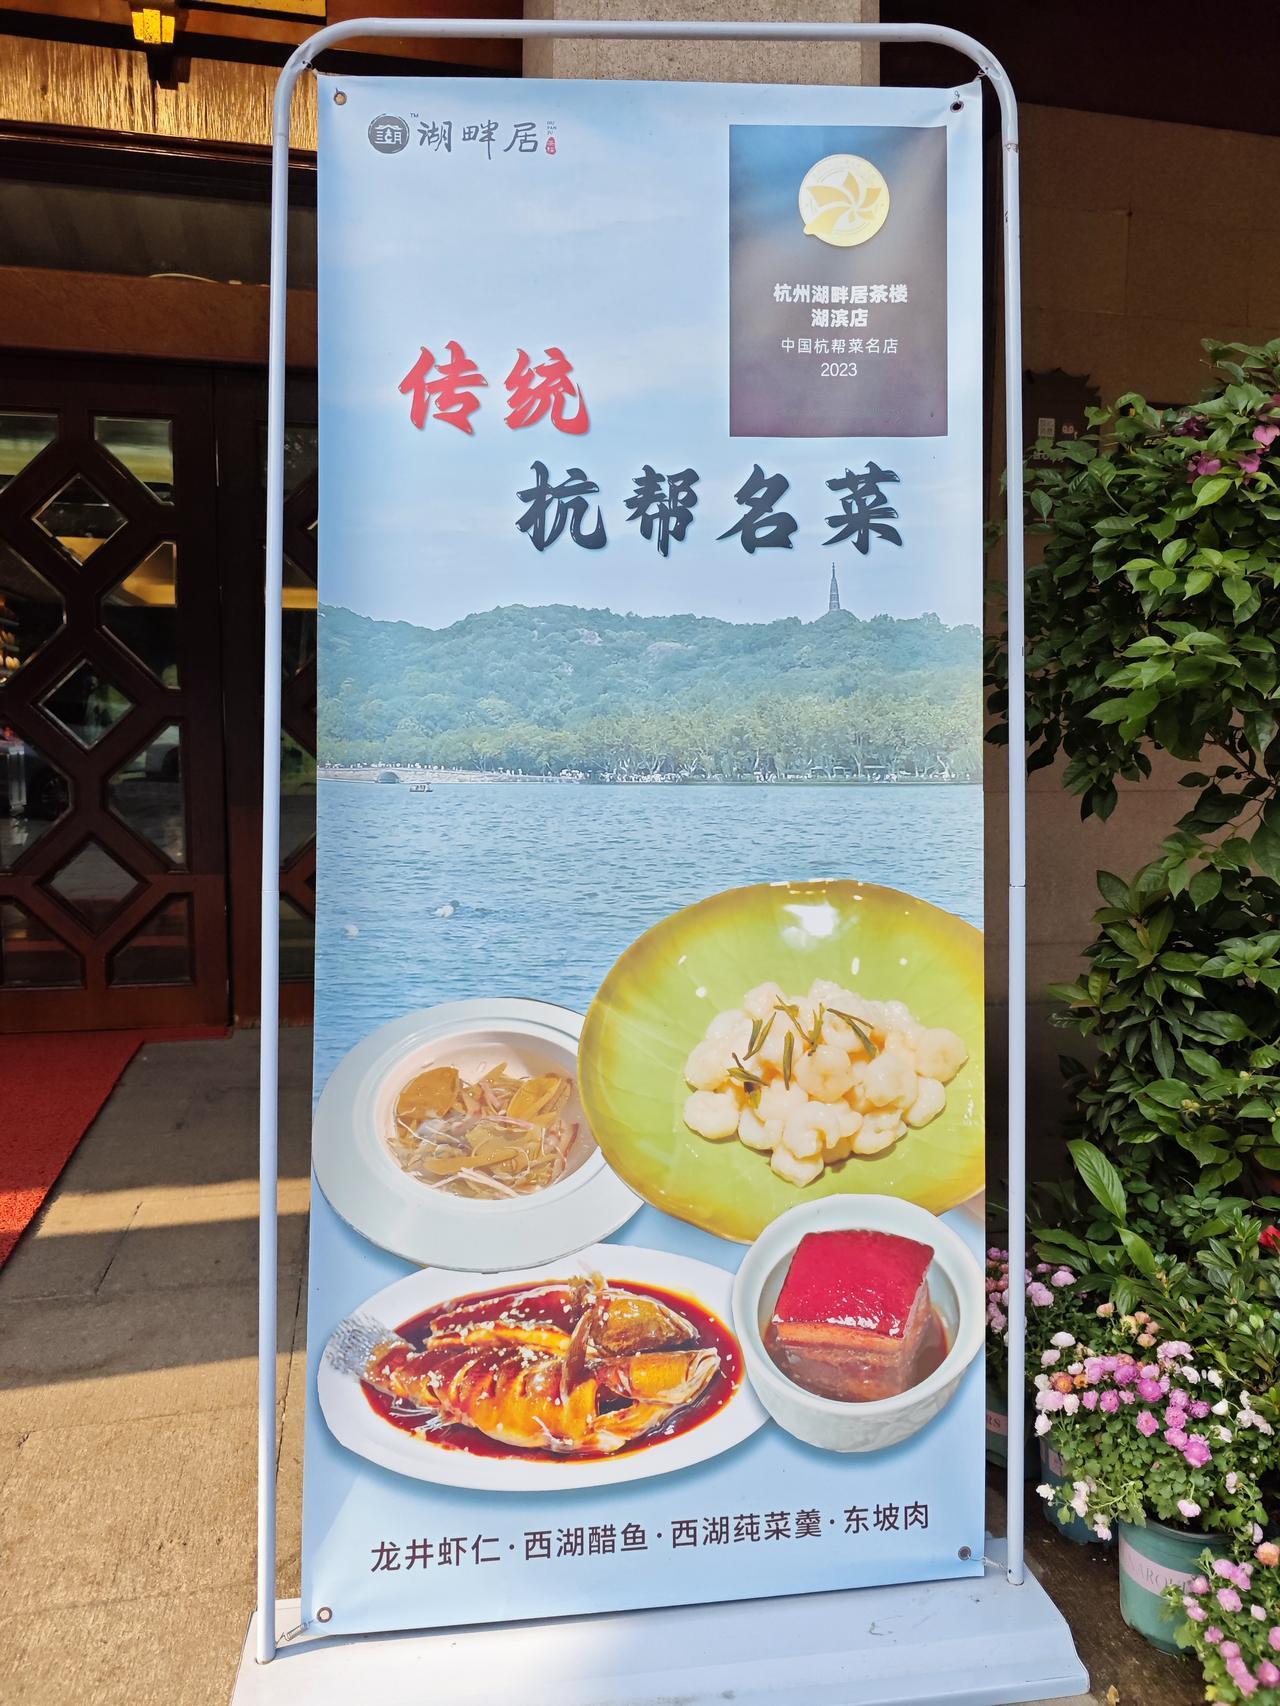 湖畔居
杭州湖畔居茶楼
湖滨店
中国杭帮菜名店
2023
传统
杭帮名菜
龙井虾仁·西湖醋鱼·西湖莼菜羹·东坡肉